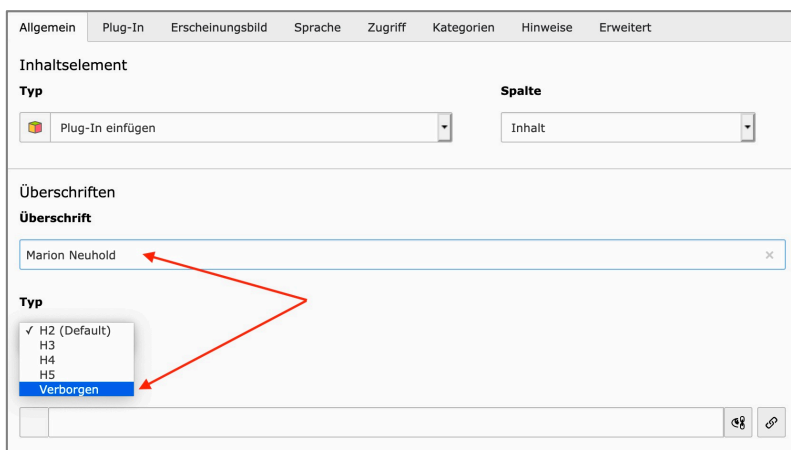 Allgemein Plug-In Erscheinungsbild Sprache Zugriff Kategorien Hinweise Erweitert
Inhaltselement
Typ Spalte
Plug-In einfügen Inhalt
Überschriften
Überschrift
Marion Neuhold ×
Typ
✓ H2 (Default)
H3
H4
H5
Verborgen